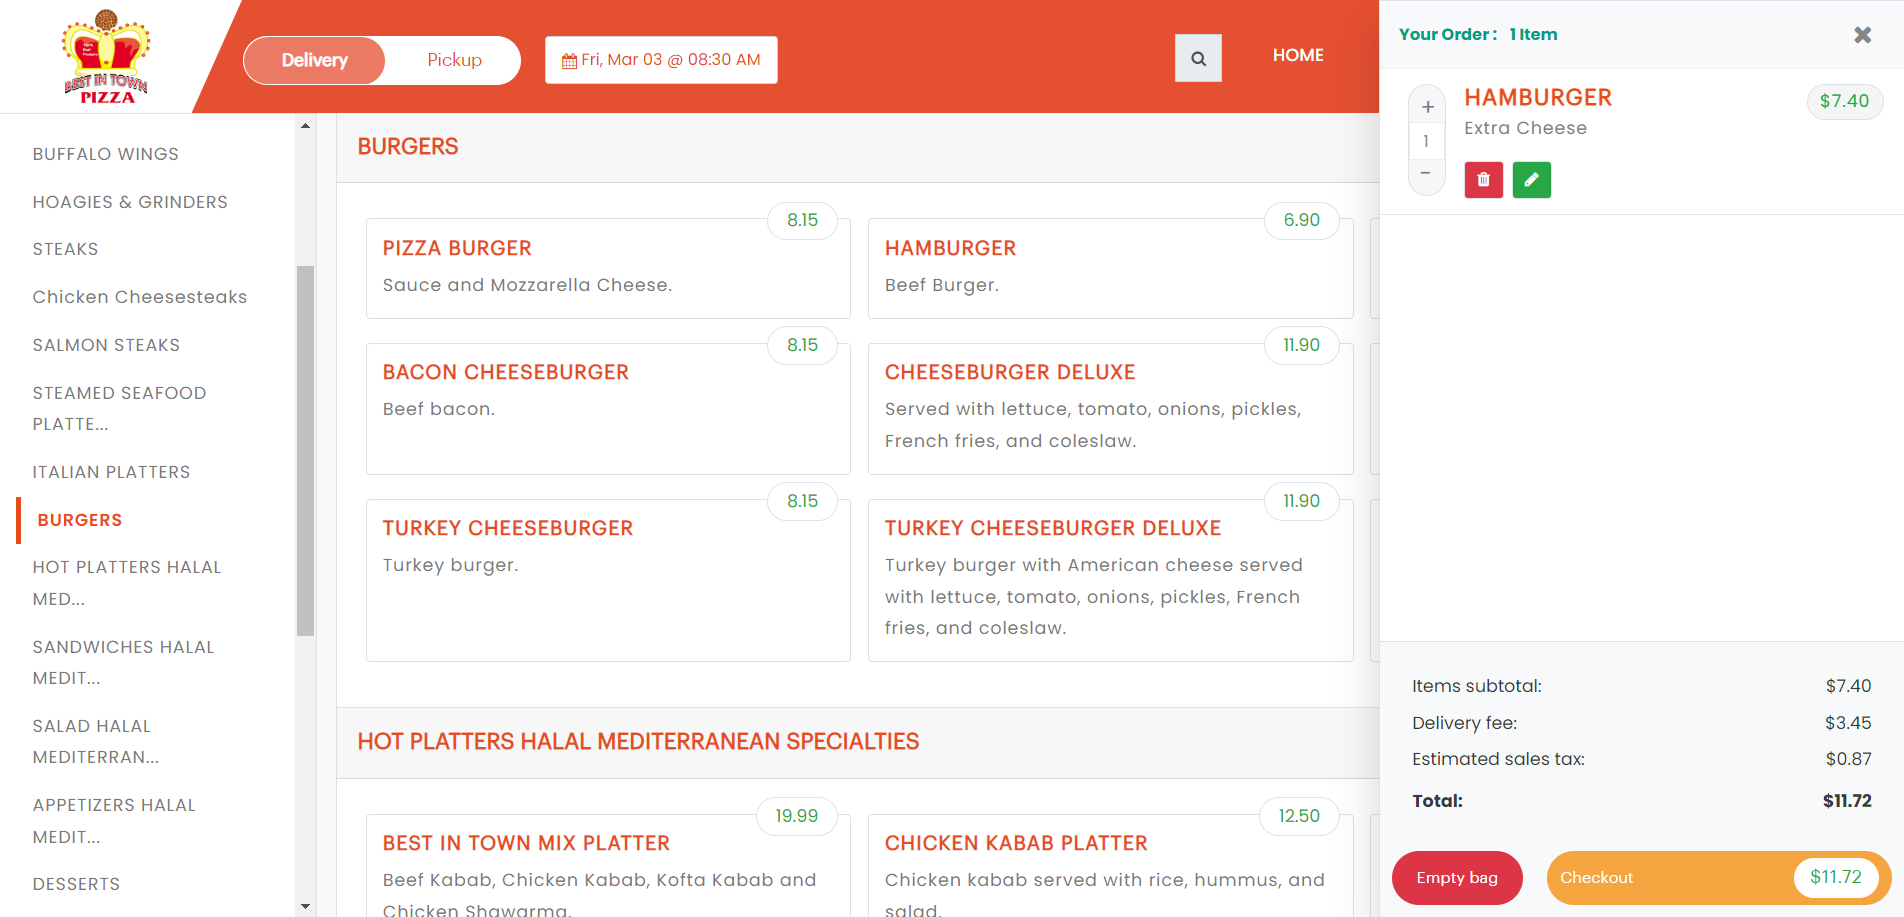 BEST IN TOWN
PIZZA
Delivery
Pickup
Fri, Mar 03 @ 08:30 AM
HOME
BUFFALO WINGS
HOAGIES & GRINDERS
STEAKS
Chicken Cheesesteaks
SALMON STEAKS
STEAMED SEAFOOD
PLATTE...
ITALIAN PLATTERS
BURGERS
HOT PLATTERS HALAL
MED...
SANDWICHES HALAL
MEDIT...
SALAD HALAL
MEDITERRAN...
APPETIZERS HALAL
MEDIT...
DESSERTS
BURGERS
8.15
PIZZA BURGER
Sauce and Mozzarella Cheese.
6.90
HAMBURGER
Beef Burger.
8.15
BACON CHEESEBURGER
Beef bacon.
11.90
CHEESEBURGER DELUXE
Served with lettuce, tomato, onions, pickles,
French fries, and coleslaw.
8.15
TURKEY CHEESEBURGER
Turkey burger.
11.90
TURKEY CHEESEBURGER DELUXE
Turkey burger with American cheese served
with lettuce, tomato, onions, pickles, French
fries, and coleslaw.
HOT PLATTERS HALAL MEDITERRANEAN SPECIALTIES
19.99
BEST IN TOWN MIX PLATTER
Beef Kabab, Chicken Kabab, Kofta Kabab and
Chicken Shawarma.
12.50
CHICKEN KABAB PLATTER
Chicken kabab served with rice, hummus, and
salad.
Your Order : 1 Item
+
1
−
HAMBURGER
$7.40
Extra Cheese
Items subtotal: $7.40
Delivery fee: $3.45
Estimated sales tax: $0.87
Total: $11.72
Empty bag
Checkout $11.72